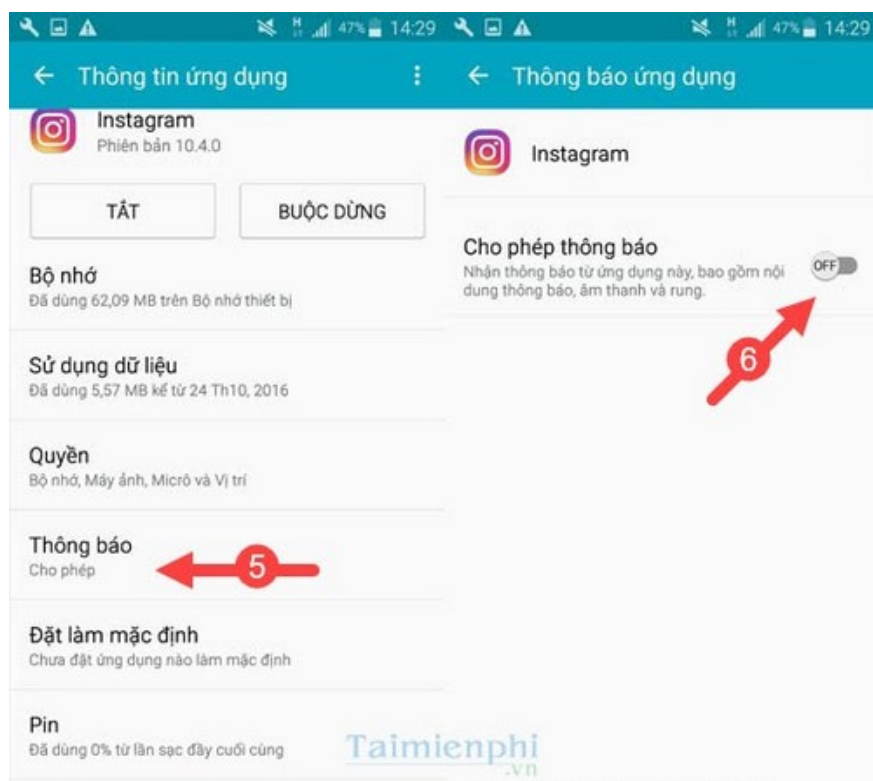 47% 14:29
Thông tin ứng dụng
Instagram
Phiên bản 10.4.0
TẮT
BUỘC DỪNG
Bộ nhớ
Đã dùng 62,09 MB trên Bộ nhớ thiết bị
Sử dụng dữ liệu
Đã dùng 5,57 MB kể từ 24 Th10, 2016
Quyền
Bộ nhớ, Máy ảnh, Micrô và Vị trí
Thông báo
Cho phép
5
Đặt làm mặc định
Chưa đặt ứng dụng nào làm mặc định
Pin
Đã dùng 0% từ lần sạc đầy cuối cùng
47% 14:29
Thông báo ứng dụng
Instagram
Cho phép thông báo
Nhận thông báo từ ứng dụng này, bao gồm nội
dung thông báo, âm thanh và rung.
OFF
6
Taimienphi
.vn